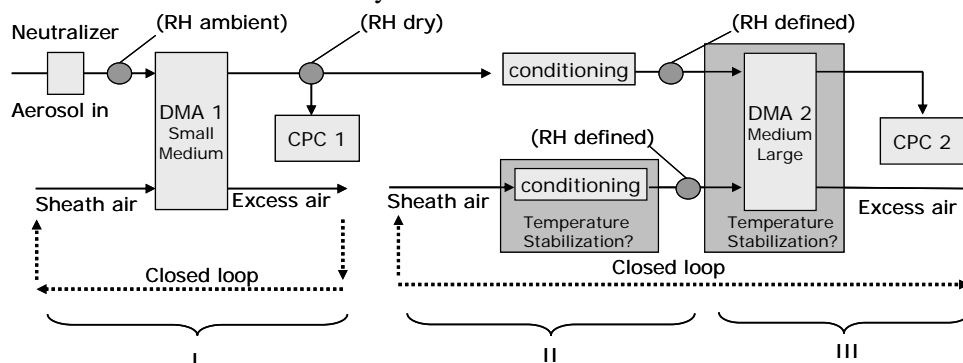 (RH ambient)
(RH dry)
(RH defined)
Neutralizer
Aerosol in
DMA 1
Small
Medium
CPC 1
conditioning
DMA 2
Medium
Large
CPC 2
(RH defined)
conditioning
Sheath air
Excess air
Sheath air
Temperature
Stabilization?
Temperature
Stabilization?
Excess air
Closed loop
Closed loop
I
II
III